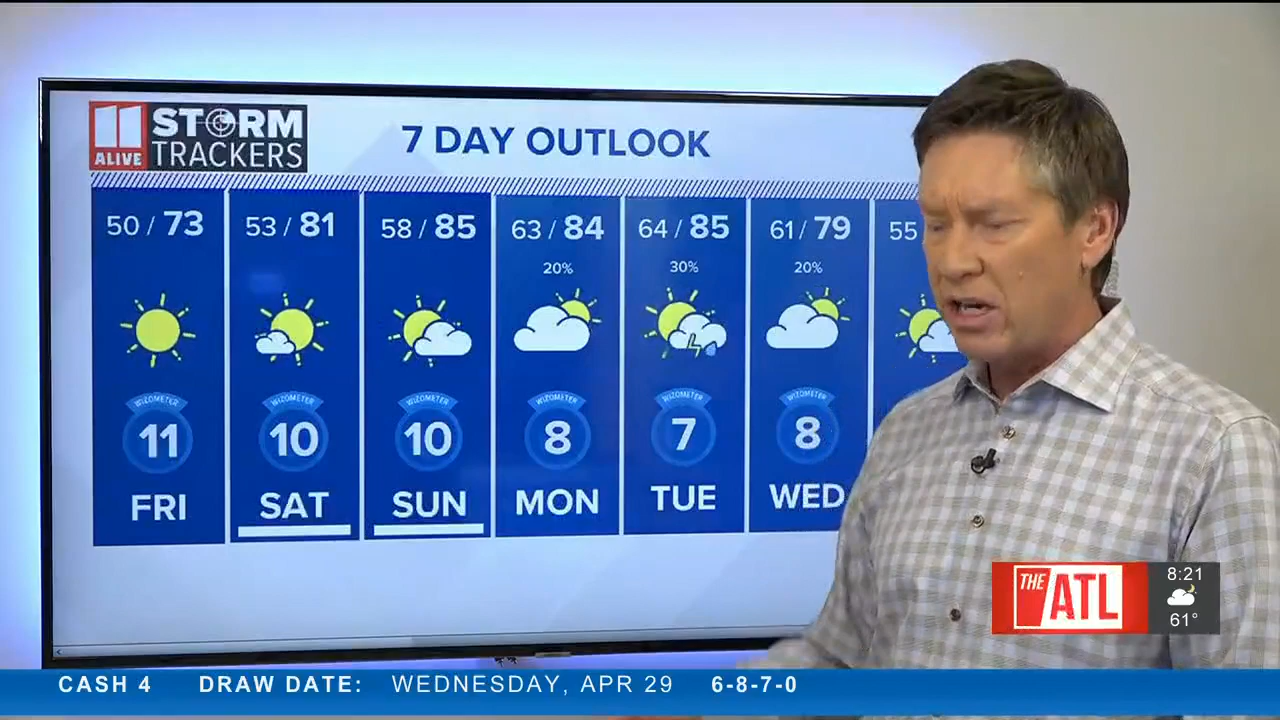 11 ALIVE
STORM TRACKERS
7 DAY OUTLOOK
50 / 73
53 / 81
58 / 85
63 / 84
64 / 85
61 / 79
55
20%
30%
20%
WIZOMETER
WIZOMETER
WIZOMETER
WIZOMETER
WIZOMETER
WIZOMETER
11
10
10
8
7
8
FRI
SAT
SUN
MON
TUE
WED
THE ATL
8:21
61°
CASH 4 DRAW DATE: WEDNESDAY, APR 29 6-8-7-0